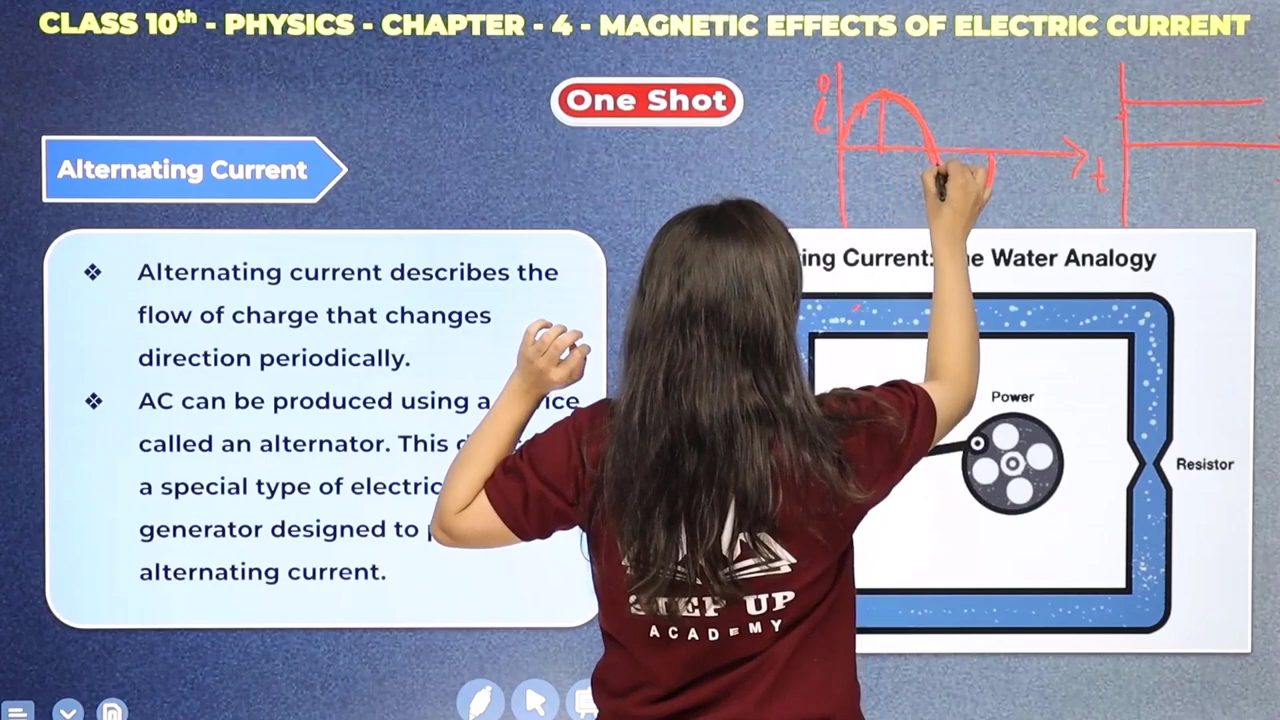 CLASS 10th - PHYSICS - CHAPTER - 4 - MAGNETIC EFFECTS OF ELECTRIC CURRENT
One Shot
i
t
Alternating Current
❖ Alternating current describes the
flow of charge that changes
direction periodically.
❖ AC can be produced using a
called an alternator. This
a special type of electric
generator designed to
alternating current.
ing Current: Water Analogy
Power
Resistor
STEP UP
ACADEMY